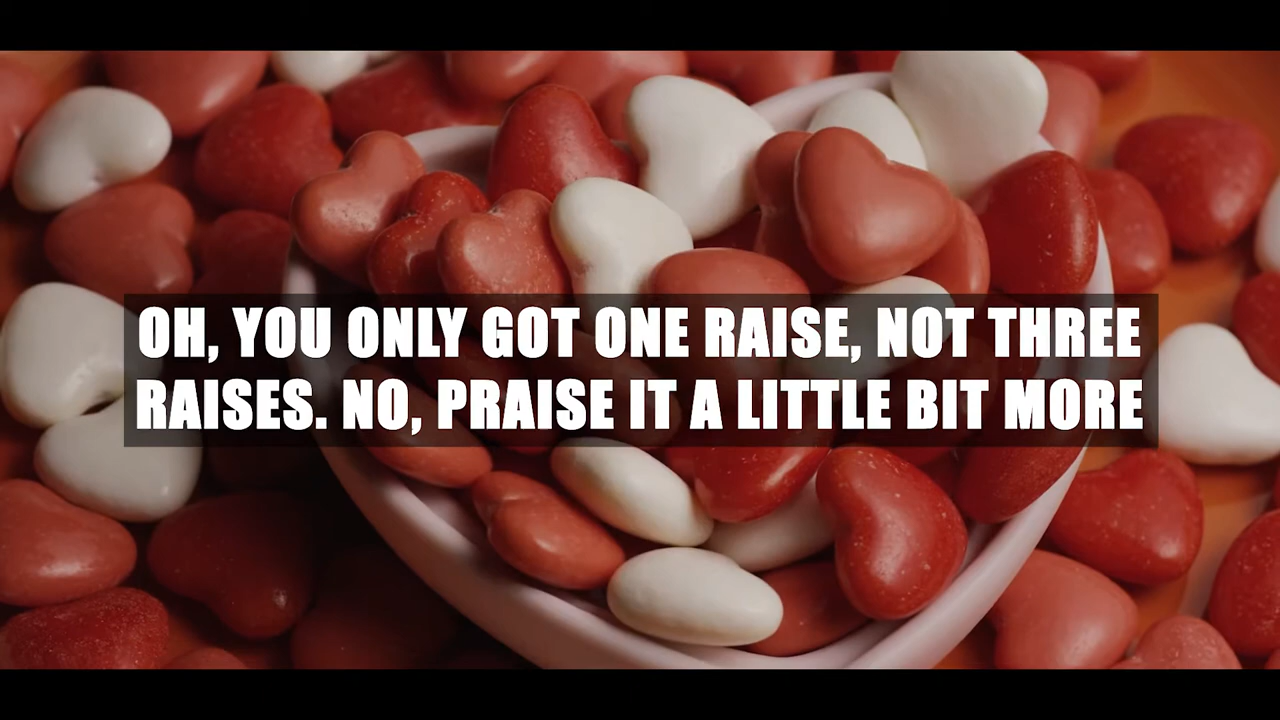 OH, YOU ONLY GOT ONE RAISE, NOT THREE
RAISES. NO, PRAISE IT A LITTLE BIT MORE